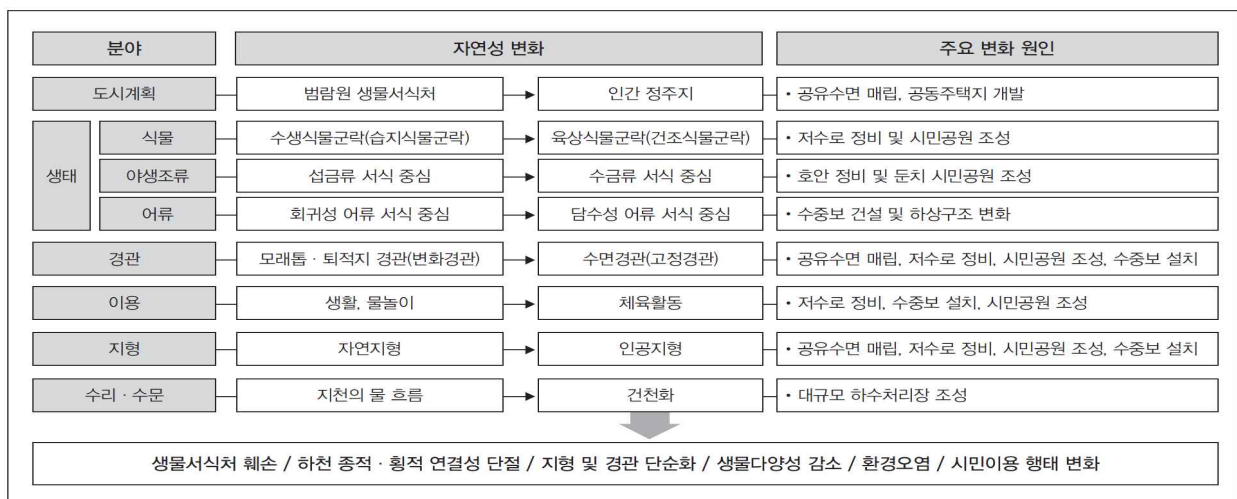 분야 자연성 변화 주요 변화 원인
도시계획 범람원 생물서식처 인간 정주지 • 공유수면 매립, 공동주택지 개발
생태
식물 수생식물군락(습지식물군락) 육상식물군락(건조식물군락) • 저수로 정비 및 시민공원 조성
야생조류 섭금류 서식 중심 수금류 서식 중심 • 호안 정비 및 둔치 시민공원 조성
어류 회귀성 어류 서식 중심 담수성 어류 서식 중심 • 수중보 건설 및 하상구조 변화
경관 모래톱 · 퇴적지 경관(변화경관) 수면경관(고정경관) • 공유수면 매립, 저수로 정비, 시민공원 조성, 수중보 설치
이용 생활, 물놀이 체육활동 • 저수로 정비, 수중보 설치, 시민공원 조성
지형 자연지형 인공지형 • 공유수면 매립, 저수로 정비, 시민공원 조성, 수중보 설치
수리 · 수문 지천의 물 흐름 건천화 • 대규모 하수처리장 조성
생물서식처 훼손 / 하천 종적 · 횡적 연결성 단절 / 지형 및 경관 단순화 / 생물다양성 감소 / 환경오염 / 시민이용 행태 변화